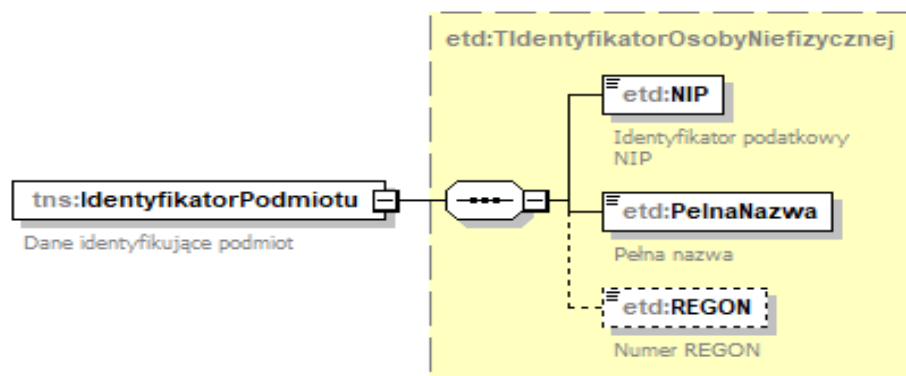 etd:TIdentyfikatorOsobyNiefizycznej
etd:NIP
Identyfikator podatkowy
NIP
tns:IdentyfikatorPodmiotu
Dane identyfikujące podmiot
etd:PelnaNazwa
Pełna nazwa
etd:REGON
Numer REGON